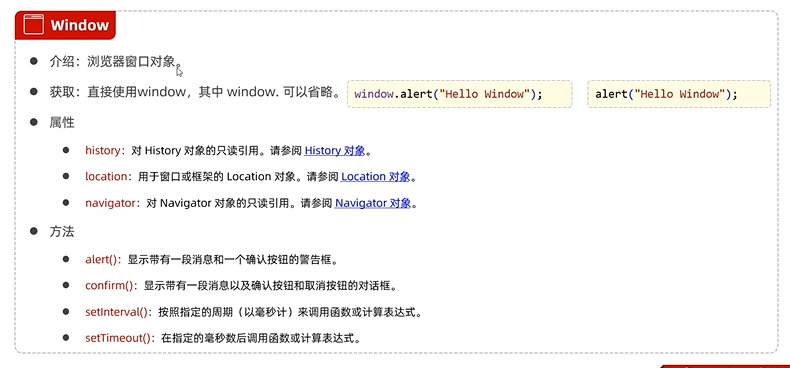 Window
介绍：浏览器窗口对象。
获取：直接使用window，其中 window. 可以省略。 window.alert("Hello Window"); alert("Hello Window");
属性
history：对 History 对象的只读引用。请参阅 History 对象。
location：用于窗口或框架的 Location 对象。请参阅 Location 对象。
navigator：对 Navigator 对象的只读引用。请参阅 Navigator 对象。
方法
alert()：显示带有一段消息和一个确认按钮的警告框。
confirm()：显示带有一段消息以及确认按钮和取消按钮的对话框。
setInterval()：按照指定的周期（以毫秒计）来调用函数或计算表达式。
setTimeout()：在指定的毫秒数后调用函数或计算表达式。